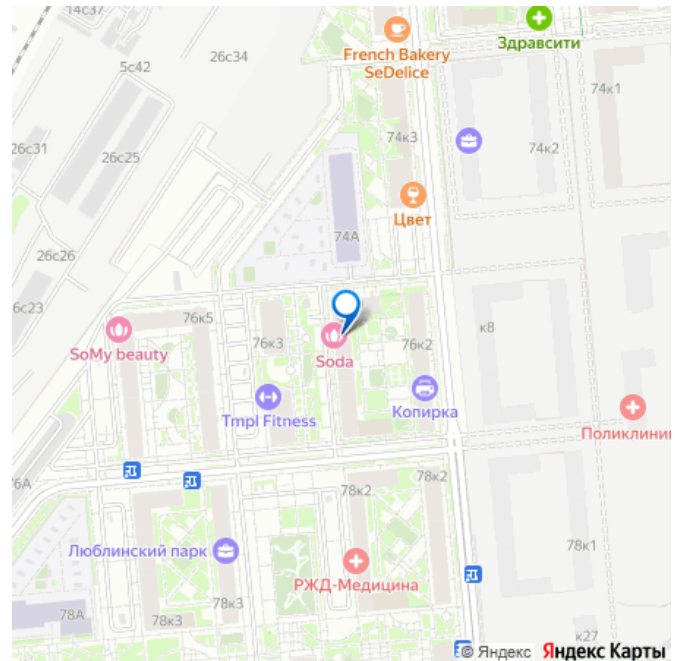 14с37
French Bakery
SeDelice
Здравсити
5с42
26с34
74к1
74к3
74к2
26с31
26с25
Цвет
74А
26с26
6с23
76к5
76к3
76к2
к8
SoMy beauty
Soda
Tmpl Fitness
Копирка
Поликлини
6А
78к2
78к2
Люблинский парк
78к1
РЖД-Медицина
78А
78к3
78к3
к27
© Яндекс Яндекс Карты